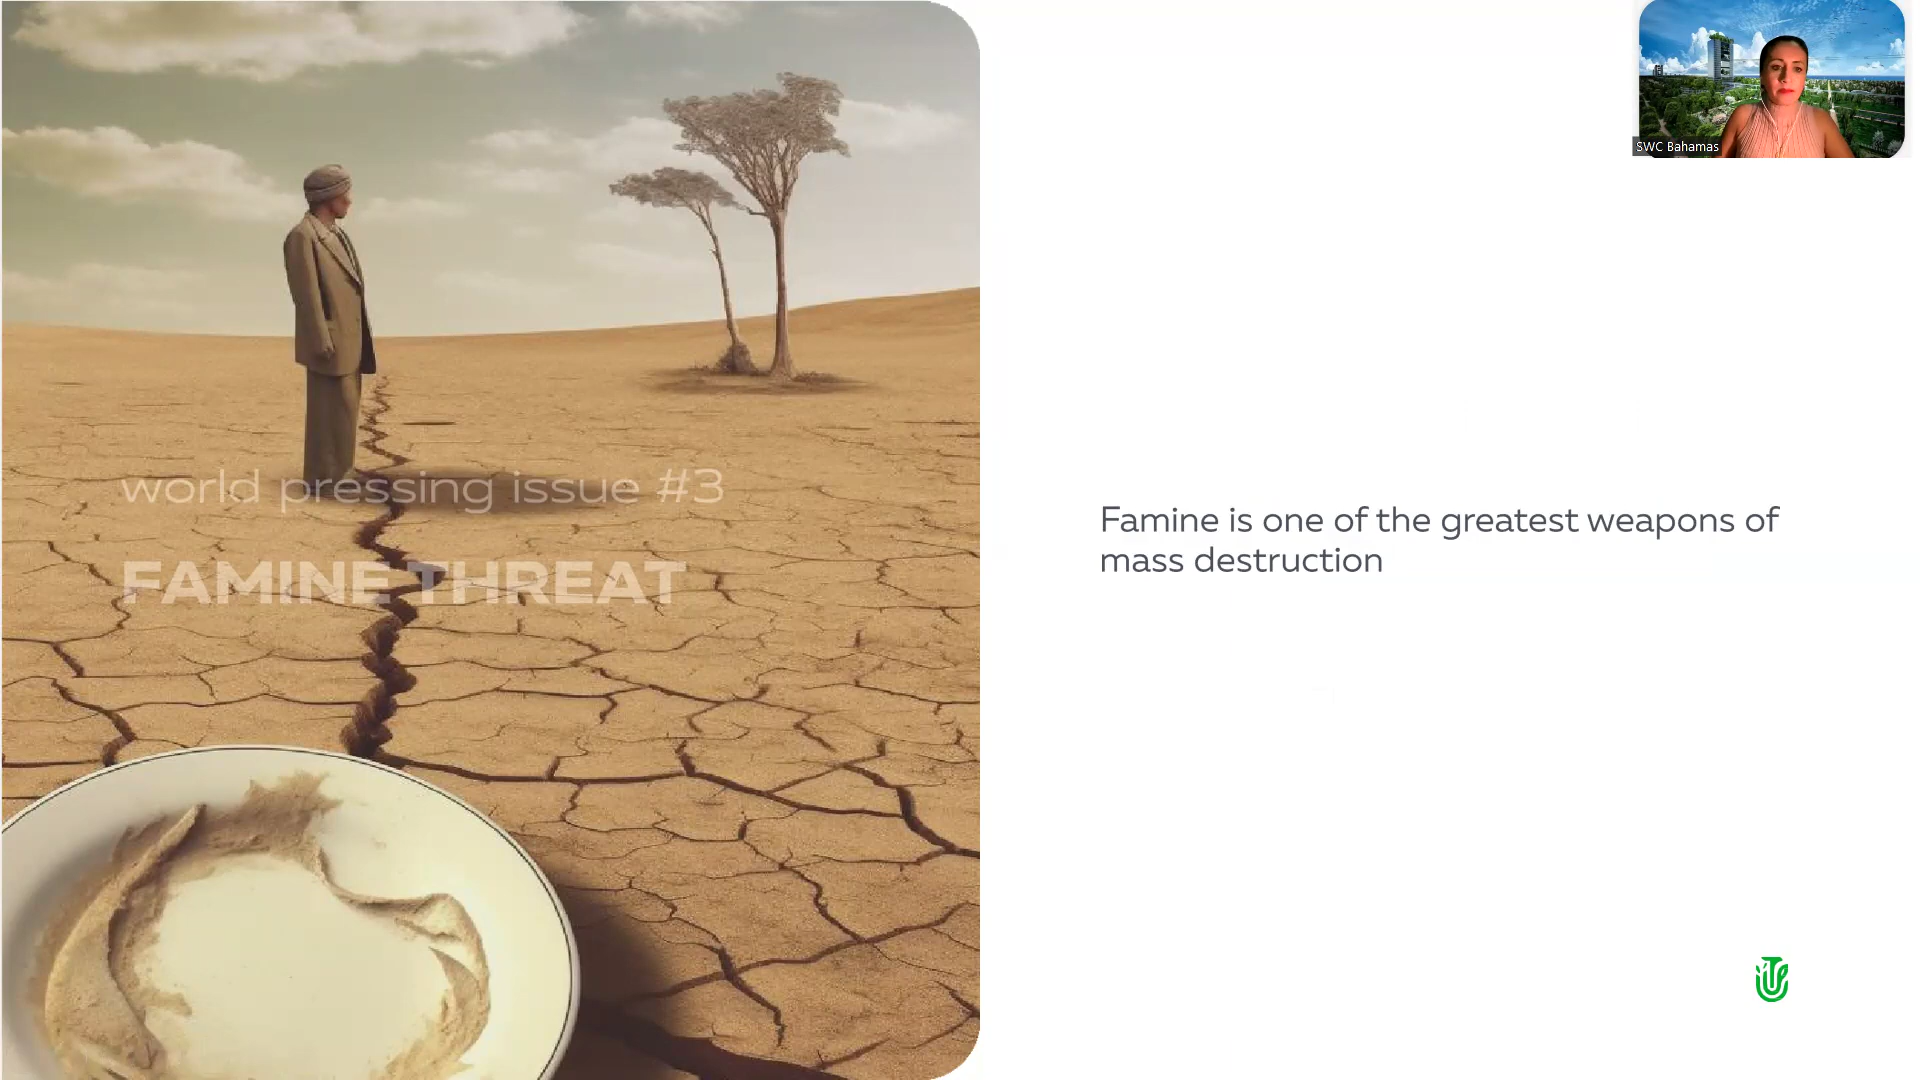 SWC Bahamas
world pressing issue #3
FAMINE THREAT
Famine is one of the greatest weapons of
mass destruction